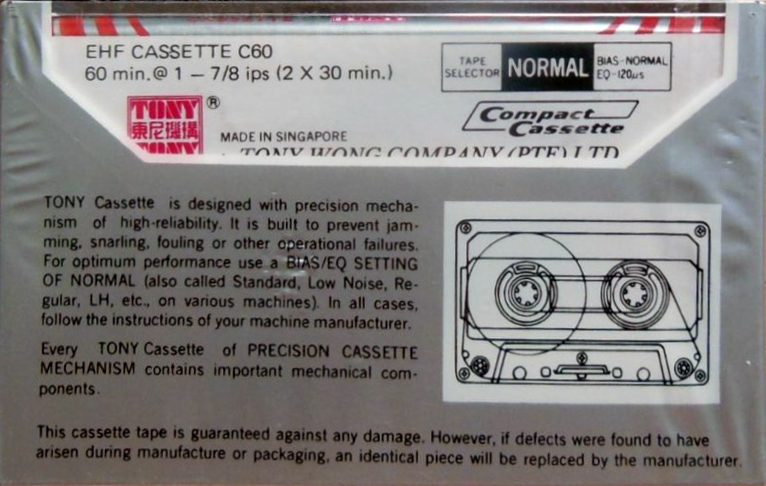 EHF CASSETTE C60
60 min.@ 1 – 7/8 ips (2 X 30 min.)
TAPE SELECTOR NORMAL BIAS-NORMAL
EQ-120µs
TONY ®
東尼機構
TONY
MADE IN SINGAPORE
Compact
Cassette
TONY WONG COMPANY (PTE) LTD
TONY Cassette is designed with precision mecha-
nism of high-reliability. It is built to prevent jam-
ming, snarling, fouling or other operational failures.
For optimum performance use a BIAS/EQ SETTING
OF NORMAL (also called Standard, Low Noise, Re-
gular, LH, etc., on various machines). In all cases,
follow the instructions of your machine manufacturer.
Every TONY Cassette of PRECISION CASSETTE
MECHANISM contains important mechanical com-
ponents.
This cassette tape is guaranteed against any damage. However, if defects were found to have
arisen during manufacture or packaging, an identical piece will be replaced by the manufacturer.